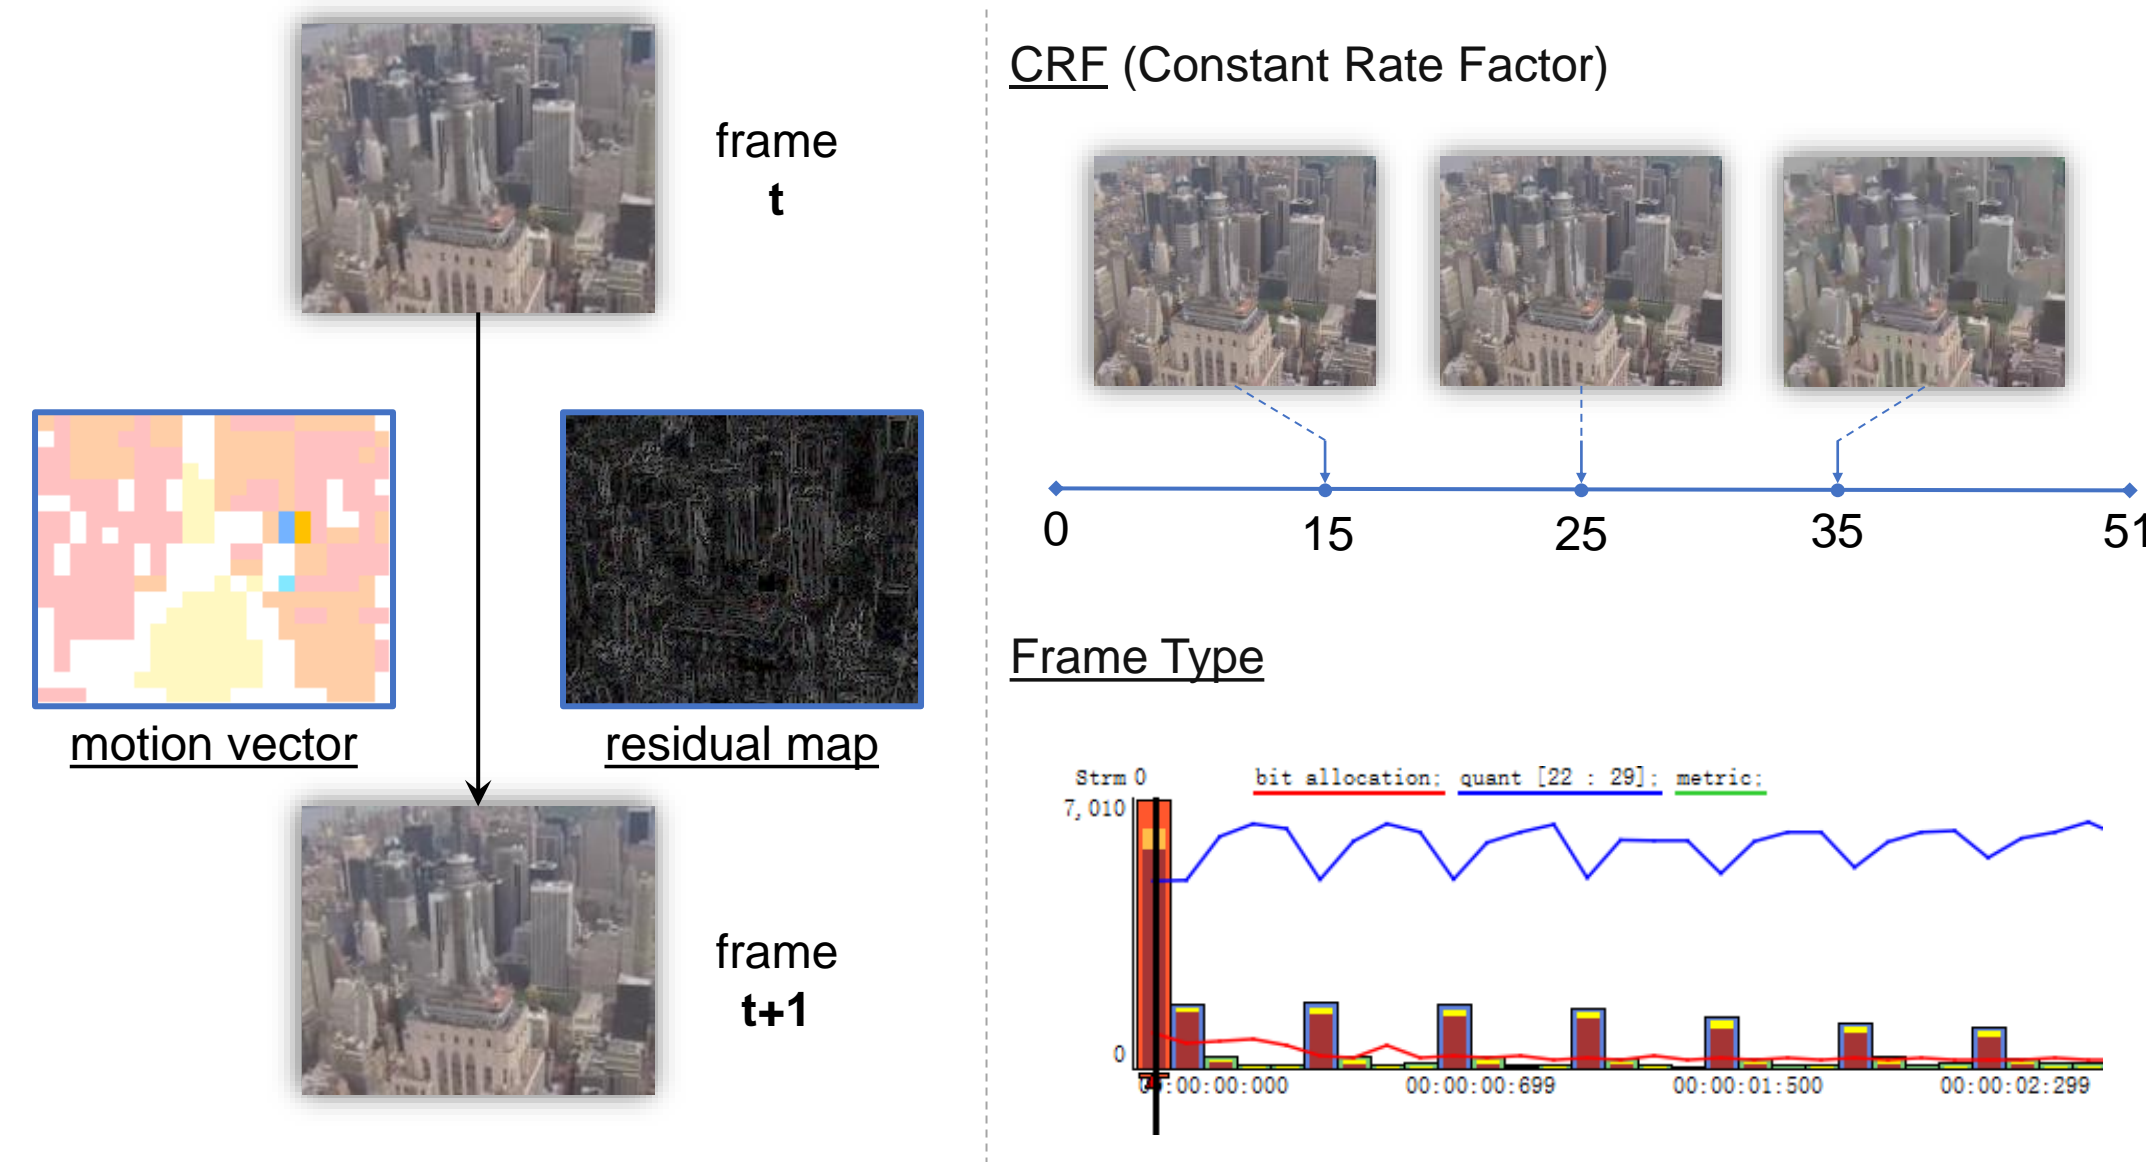 frame
t
motion vector
residual map
frame
t+1
CRF (Constant Rate Factor)
0
15
25
35
51
Frame Type
Strm 0
bit allocation; quant [22 : 29]; metric;
7,010
0
00:00:00:000
00:00:00:699
00:00:01:500
00:00:02:299